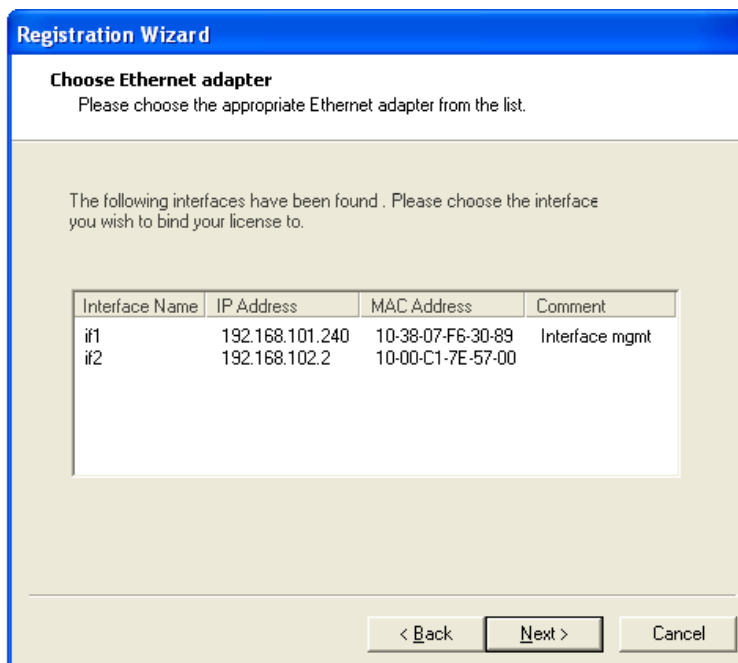 Registration Wizard
Choose Ethernet adapter
Please choose the appropriate Ethernet adapter from the list.
The following interfaces have been found . Please choose the interface
you wish to bind your license to.
Interface Name IP Address MAC Address Comment
if1 192.168.101.240 10-38-07-F6-30-89 Interface mgmt
if2 192.168.102.2 10-00-C1-7E-57-00
< Back Next > Cancel